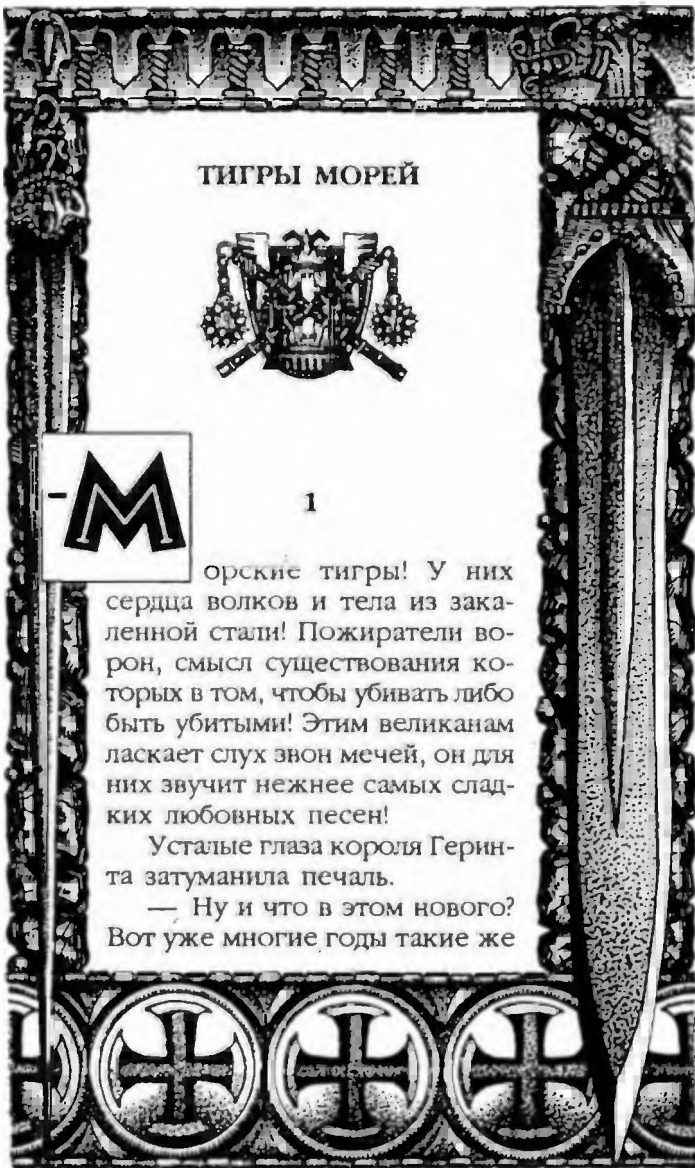 ТИГРЫ МОРЕЙ
1
-Морские тигры! У них
сердца волков и тела из зака-
ленной стали! Пожиратели во-
рон, смысл существования ко-
торых в том, чтобы убивать либо
быть убитыми! Этим великанам
ласкает слух звон мечей, он для
них звучит нежнее самых слад-
ких любовных песен!
Усталые глаза короля Герин-
та затуманила печаль.
— Ну и что в этом нового?
Вот уже многие годы такие же